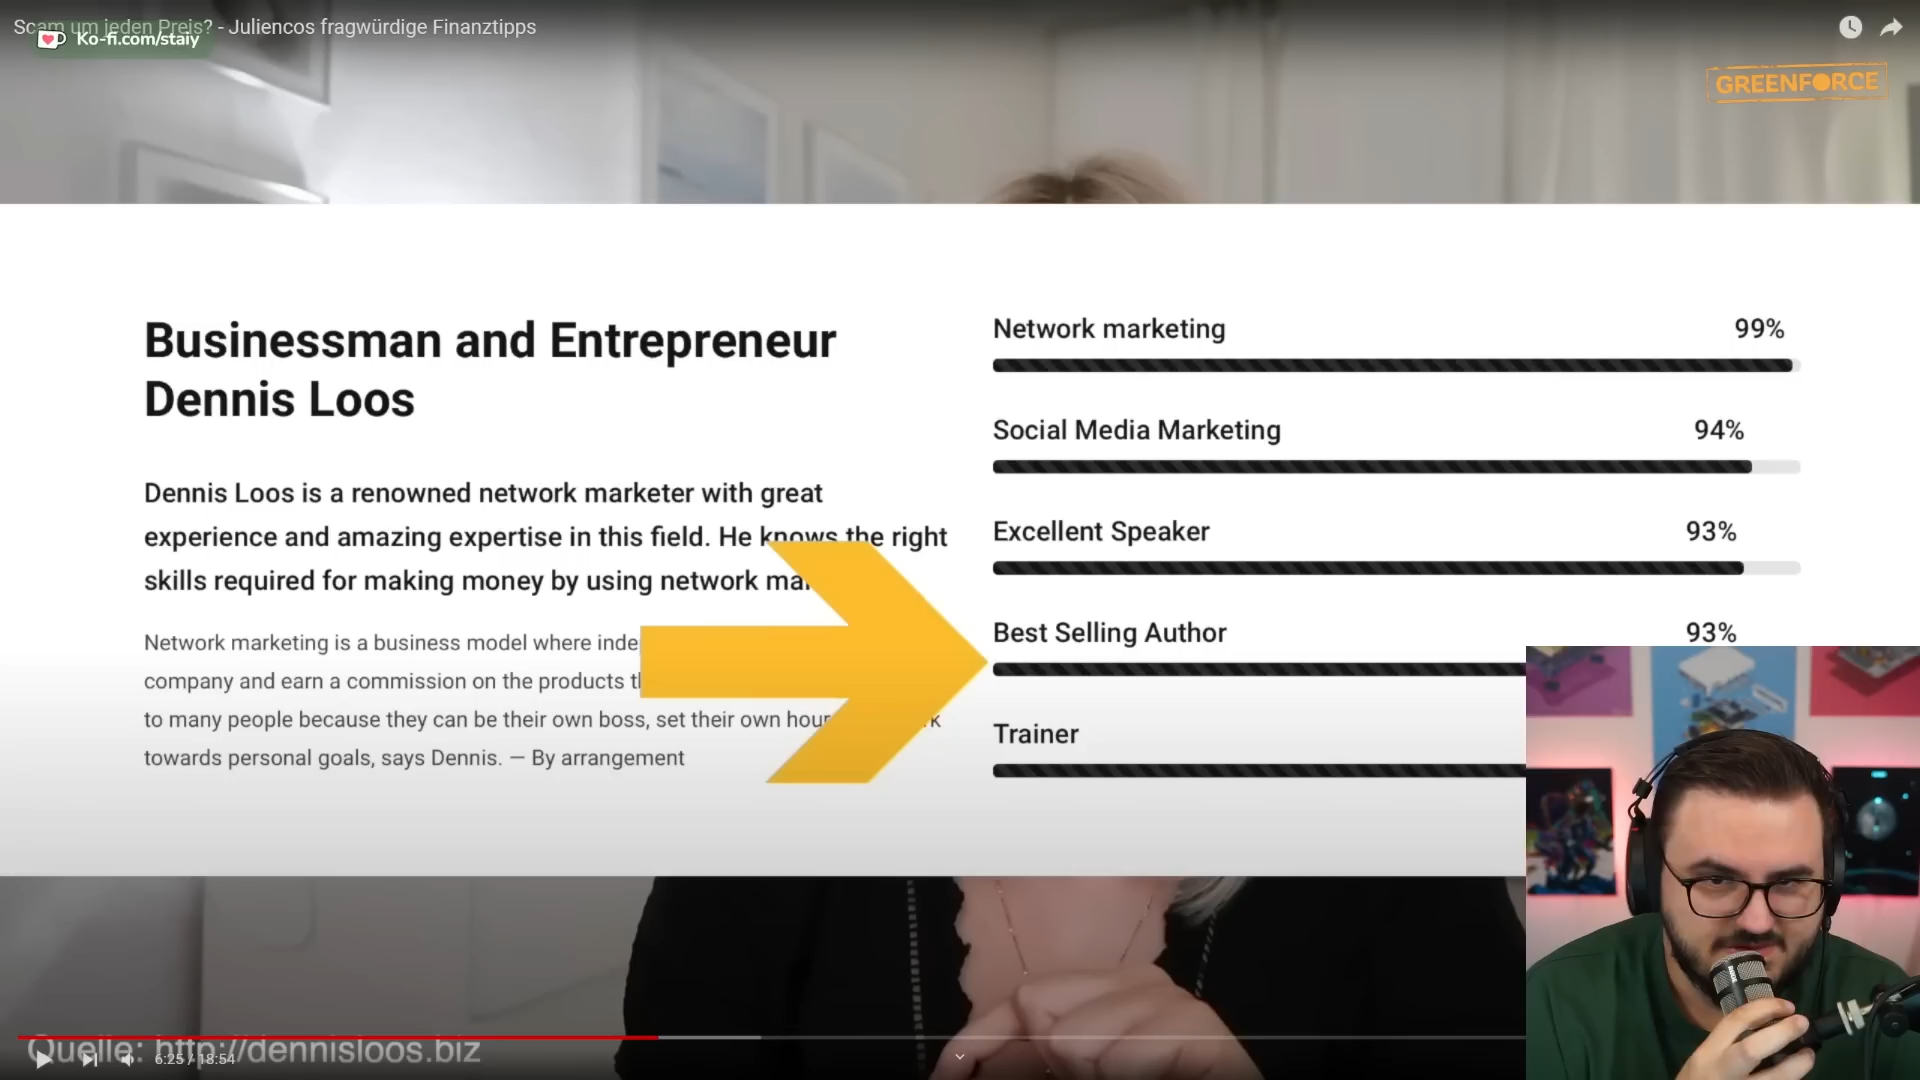 Scam um jeden Preis? - Juliencos fragwürdige Finanztipps
Ko-fi.com/staiy
GREENFORCE
Businessman and Entrepreneur
Dennis Loos
Dennis Loos is a renowned network marketer with great
experience and amazing expertise in this field. He knows the right
skills required for making money by using network mar
Network marketing is a business model where inde
company and earn a commission on the products t
to many people because they can be their own boss, set their own hour k
towards personal goals, says Dennis. — By arrangement
Network marketing 99%
Social Media Marketing 94%
Excellent Speaker 93%
Best Selling Author 93%
Trainer
Quelle: http://dennisloos.biz
6:25 / 18:54